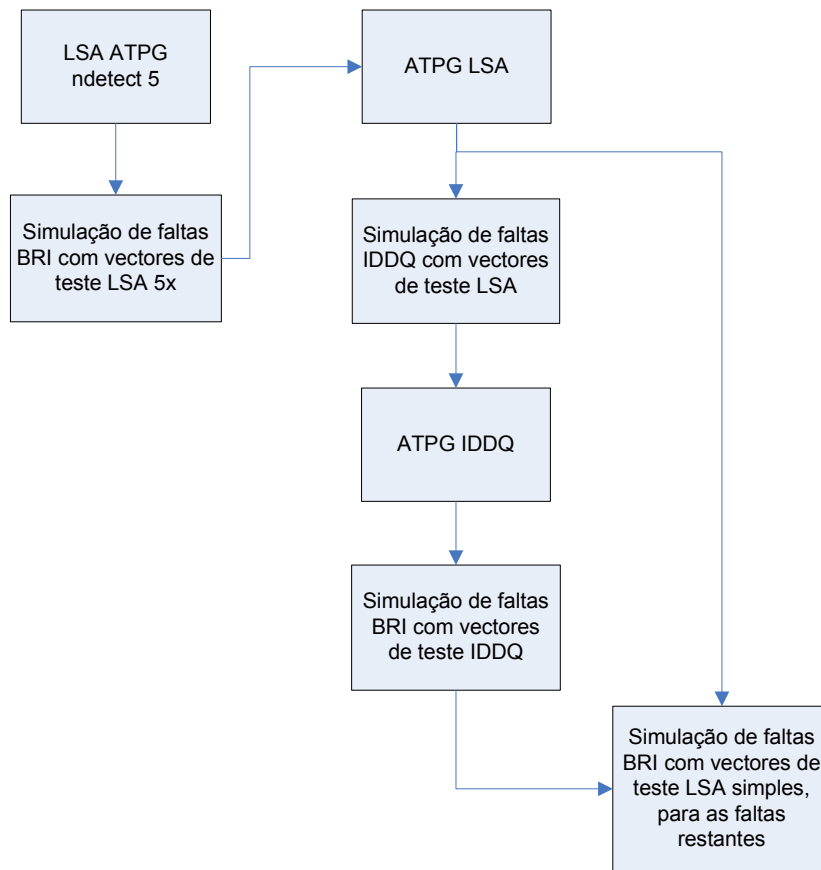 LSA ATPG
ndetect 5
Simulação de faltas
BRI com vectores de
teste LSA 5x
ATPG LSA
Simulação de faltas
IDDQ com vectores
de teste LSA
ATPG IDDQ
Simulação de faltas
BRI com vectores
de teste IDDQ
Simulação de faltas
BRI com vectores de
teste LSA simples,
para as faltas
restantes